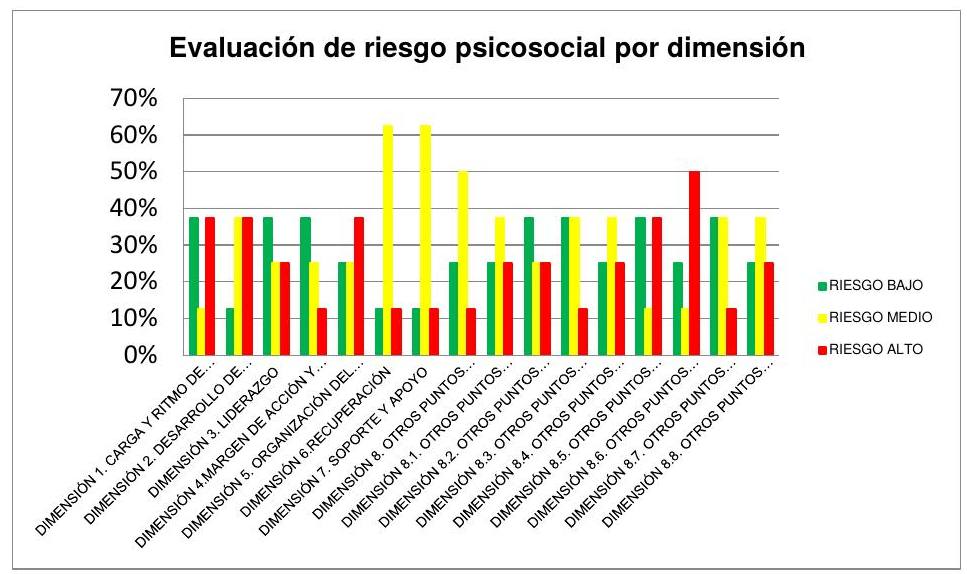 Evaluación de riesgo psicosocial por dimensión
70%
60%
50%
40%
30%
20%
10%
0%
RIESGO BAJO
RIESGO MEDIO
RIESGO ALTO
DIMENSIÓN 1. CARGA Y RITMO DE...
DIMENSIÓN 2. DESARROLLO DE...
DIMENSIÓN 3. LIDERAZGO
DIMENSIÓN 4.MARGEN DE ACCIÓN Y...
DIMENSIÓN 5. ORGANIZACIÓN DEL...
DIMENSIÓN 6.RECUPERACIÓN
DIMENSIÓN 7. SOPORTE Y APOYO
DIMENSIÓN 8. OTROS PUNTOS...
DIMENSIÓN 8.1. OTROS PUNTOS...
DIMENSIÓN 8.2. OTROS PUNTOS...
DIMENSIÓN 8.3. OTROS PUNTOS...
DIMENSIÓN 8.4. OTROS PUNTOS...
DIMENSIÓN 8.5. OTROS PUNTOS...
DIMENSIÓN 8.6. OTROS PUNTOS...
DIMENSIÓN 8.7. OTROS PUNTOS...
DIMENSIÓN 8.8. OTROS PUNTOS...